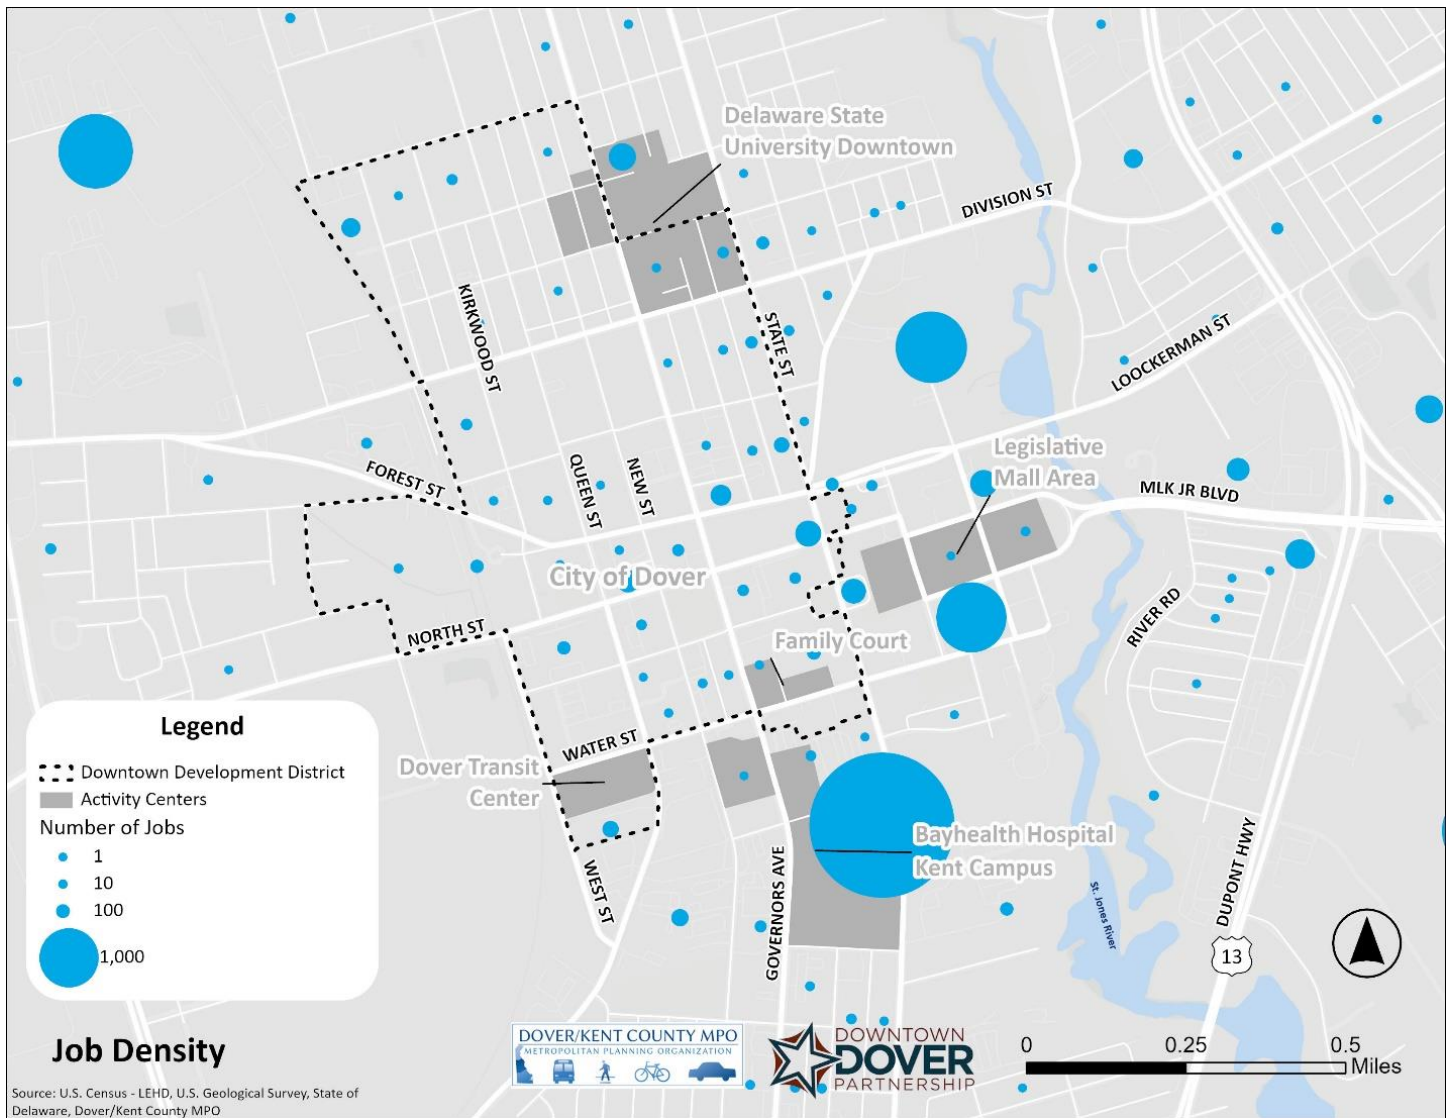 Delaware State
University Downtown
DIVISION ST
KIRKWOOD ST
STATE ST
LOOCKERMAN ST
Legislative
Mall Area
FOREST ST
QUEEN ST
NEW ST
MLK JR BLVD
City of Dover
RIVER RD
NORTH ST
Family Court
Legend
Downtown Development District
Activity Centers
Number of Jobs
1
10
100
1,000
WATER ST
Dover Transit
Center
Bayhealth Hospital
Kent Campus
WEST ST
GOVERNORS AVE
St. Jones River
DUPONT HWY
13
Job Density
Source: U.S. Census - LEHD, U.S. Geological Survey, State of
Delaware, Dover/Kent County MPO
DOVER/KENT COUNTY MPO
METROPOLITAN PLANNING ORGANIZATION
DOWNTOWN
DOVER
PARTNERSHIP
0 0.25 0.5
Miles